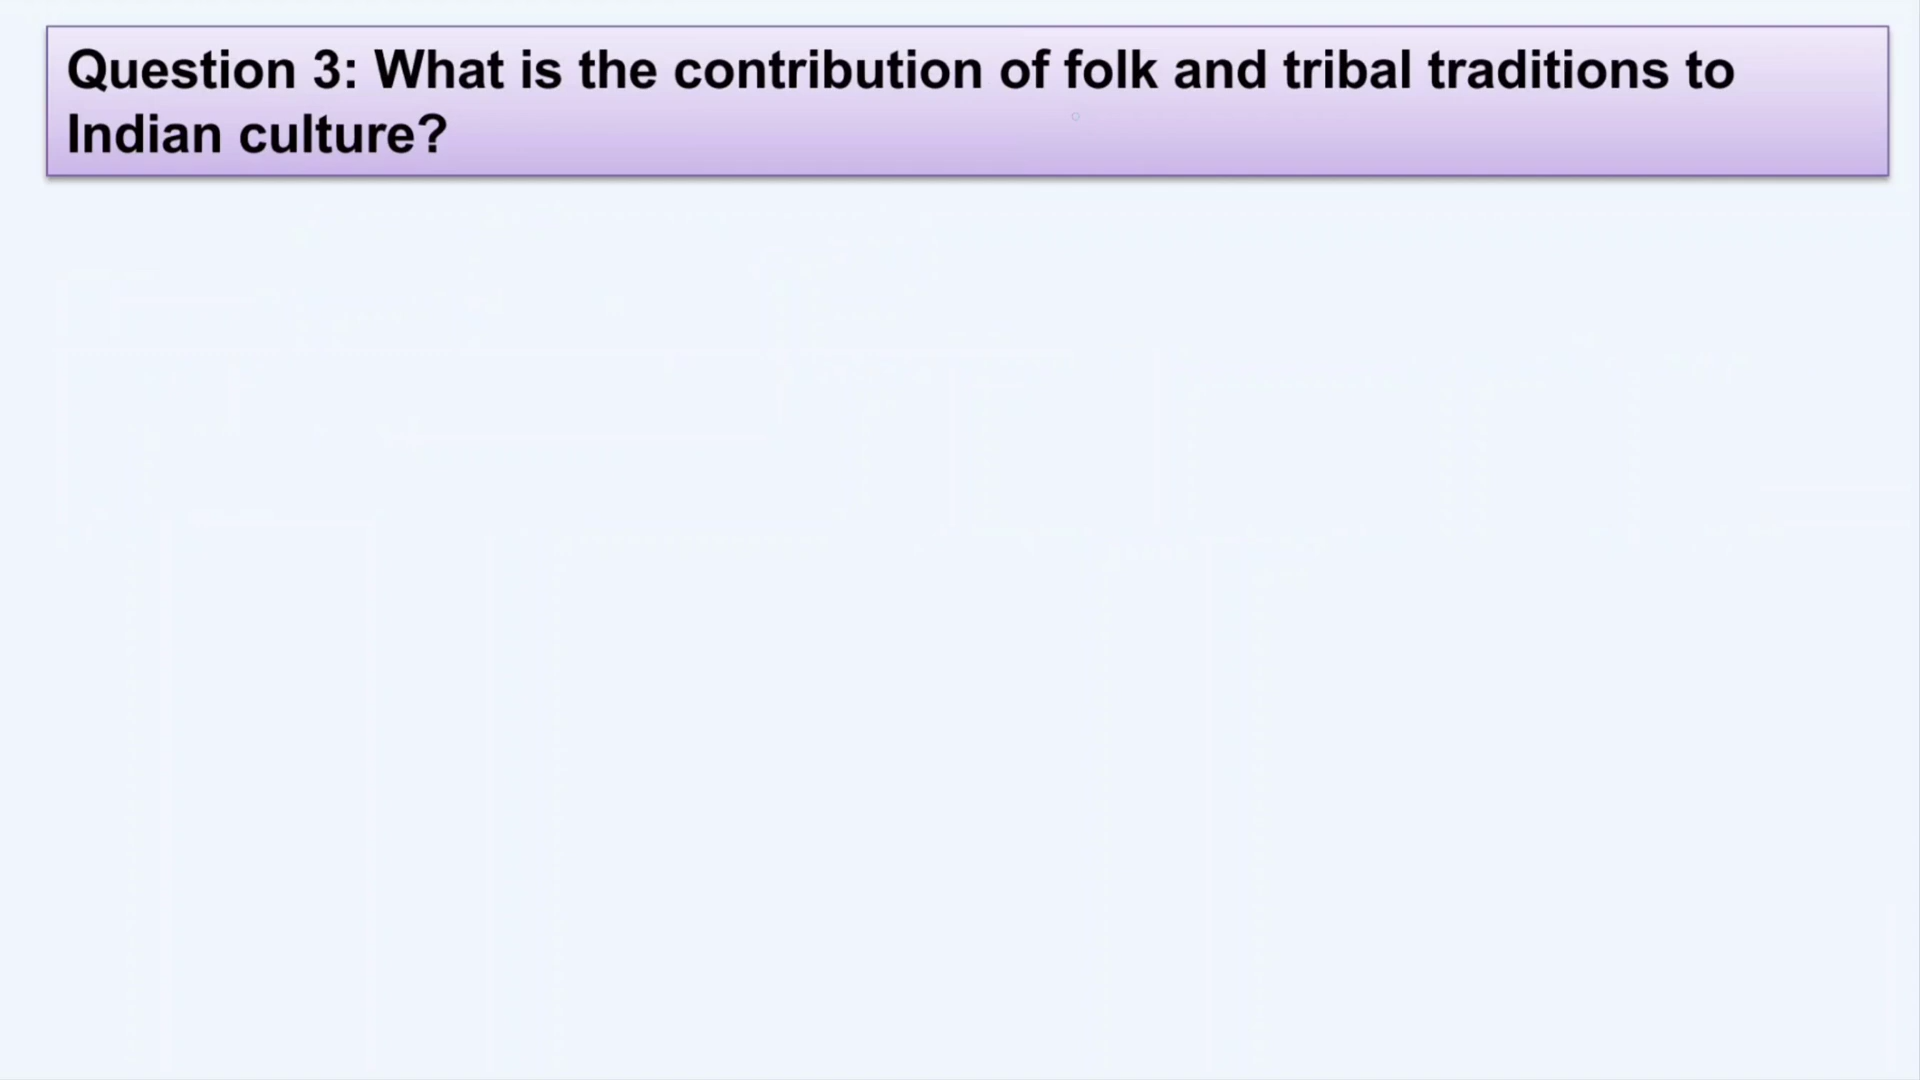 Question 3: What is the contribution of folk and tribal traditions to
Indian culture?